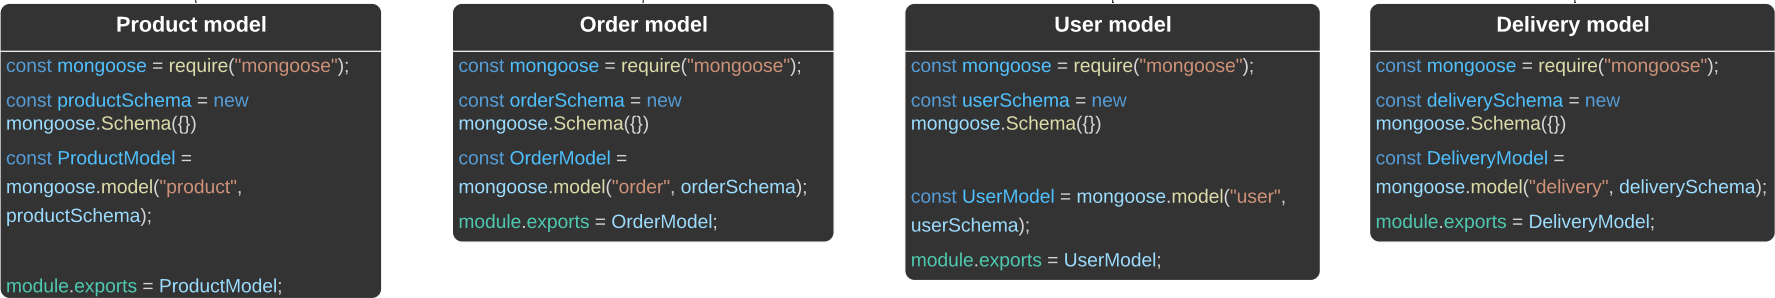 Product model
const mongoose = require("mongoose");
const productSchema = new
mongoose.Schema({})
const ProductModel =
mongoose.model("product",
productSchema);
module.exports = ProductModel;
Order model
const mongoose = require("mongoose");
const orderSchema = new
mongoose.Schema({})
const OrderModel =
mongoose.model("order", orderSchema);
module.exports = OrderModel;
User model
const mongoose = require("mongoose");
const userSchema = new
mongoose.Schema({})
const UserModel = mongoose.model("user",
userSchema);
module.exports = UserModel;
Delivery model
const mongoose = require("mongoose");
const deliverySchema = new
mongoose.Schema({})
const DeliveryModel =
mongoose.model("delivery", deliverySchema);
module.exports = DeliveryModel;